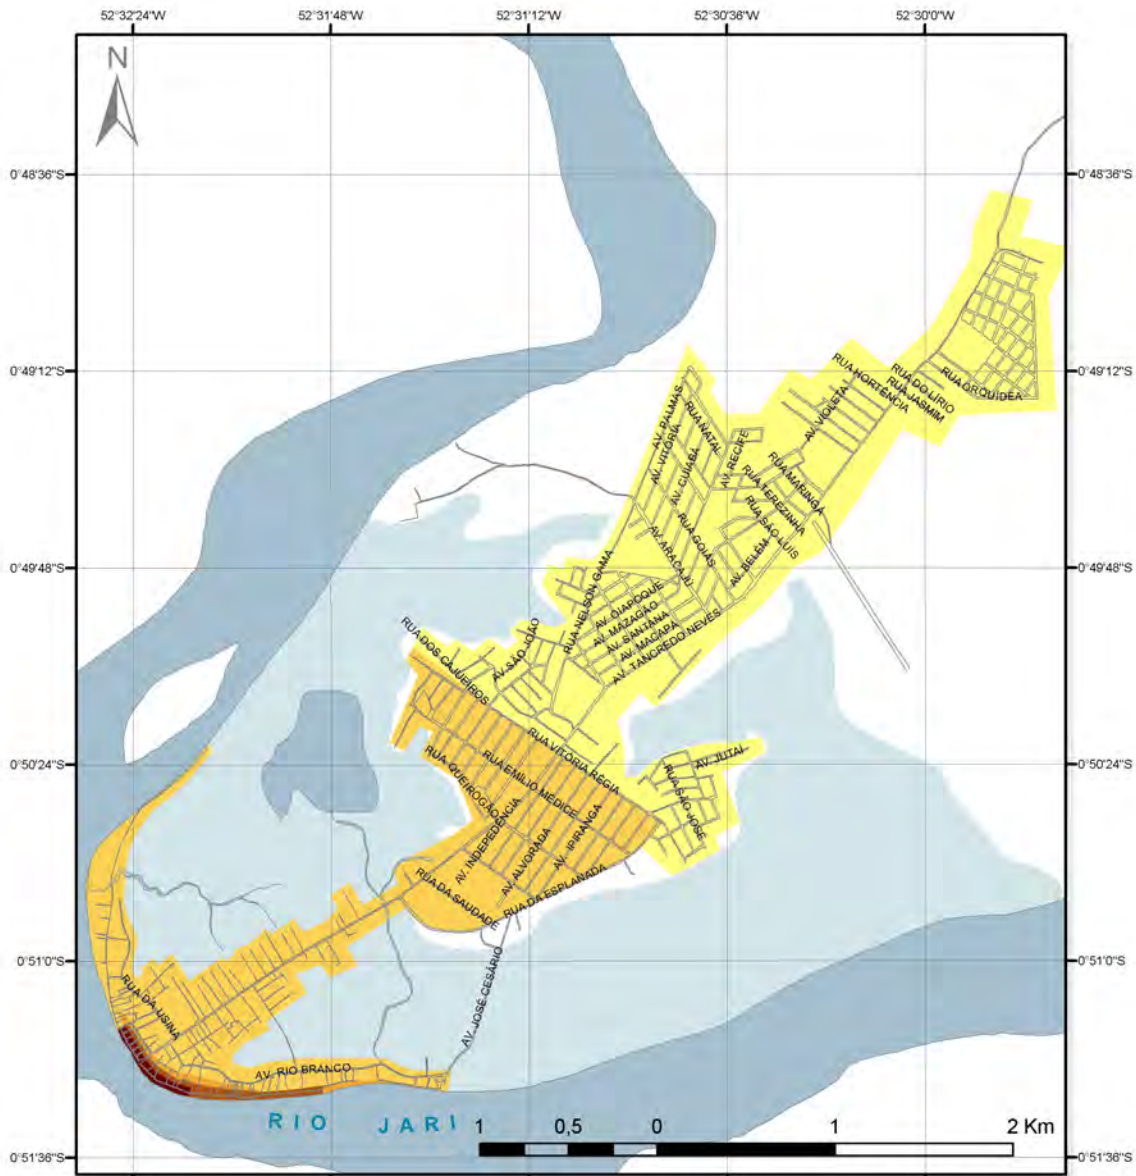 52°32'24"W 52°31'48"W 52°31'12"W 52°30'36"W 52°30'0"W
N
0°48'36"S 0°48'36"S
0°49'12"S 0°49'12"S
RUA HORTÊNCIA
RUA DO LÍRIO
RUA JASMIM
RUA ORQUÍDEA
AV. VIOLETA
AV. PALMAS
RUA NATAL
AV. VITÓRIA
AV. CUIABÁ
AV. RECIFE
RUA MARINGÁ
RUA TEREZINHA
RUA SÃO LUIS
RUA GOIÁS
AV. ARACAJÚ
AV. BELÉM
0°49'48"S 0°49'48"S
RUA NELSON GAMA
AV. OIAPOQUE
AV. MAZAGÃO
AV. SANTANA
AV. MACAPÁ
AV. TANCREDO NEVES
RUA DOS CAJUEIROS
AV. SÃO JOÃO
RUA VITÓRIA RÉGIA
AV. JUTAÍ
RUA SÃO JOSÉ
0°50'24"S 0°50'24"S
RUA EMÍLIO MÉDICE
RUA QUEIROGÃO
AV. INDEPEDÊNCIA
AV. ALVORADA
AV. IPIRANGA
RUA DA SAUDADE
RUA DA ESPLANADA
0°51'0"S 0°51'0"S
AV. JOSÉ CESÁRIO
RUA DA USINA
AV. RIO BRANCO
RIO JARI
1 0,5 0 1 2 Km
0°51'36"S 0°51'36"S